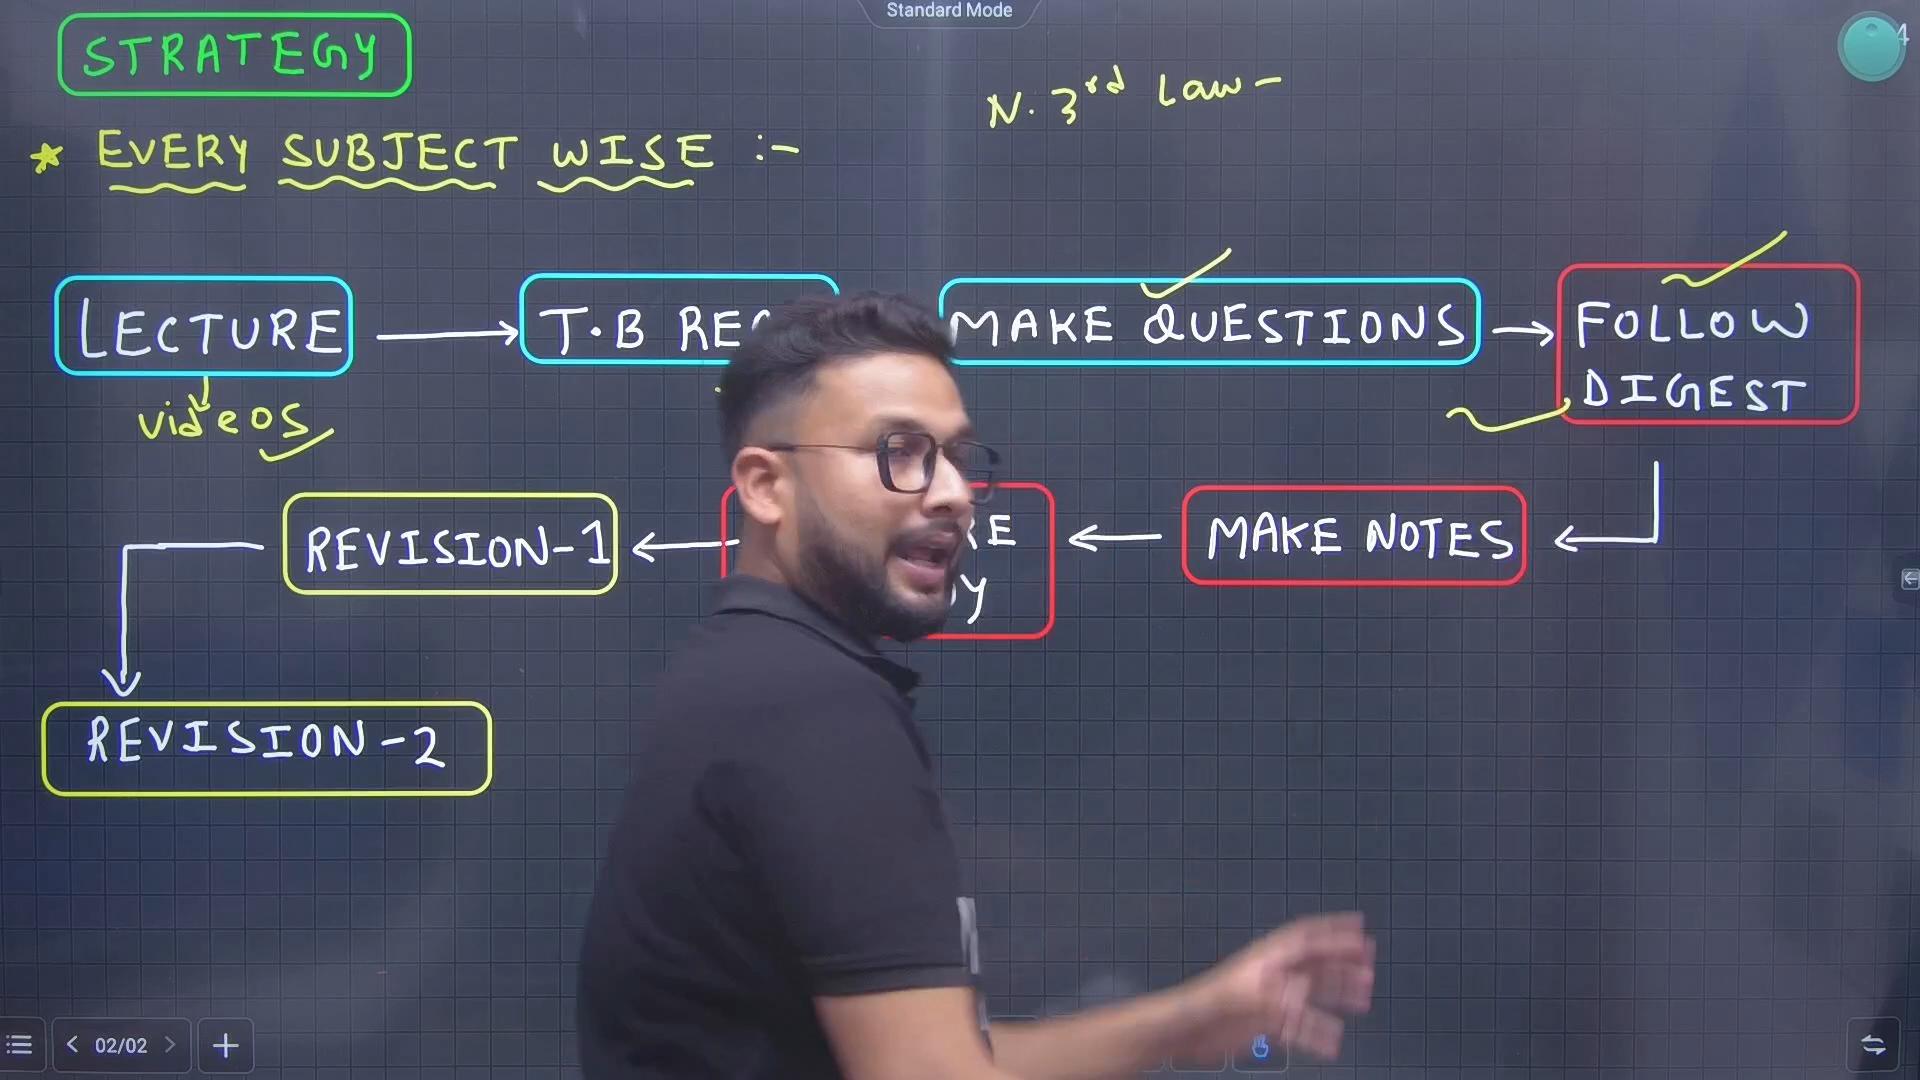 Standard Mode
STRATEGY
N. 3rd Law -
* EVERY SUBJECT WISE :-
LECTURE
T.B
MAKE QUESTIONS
FOLLOW
DIGEST
videos
REVISION-1
MAKE NOTES
REVISION-2
02/02